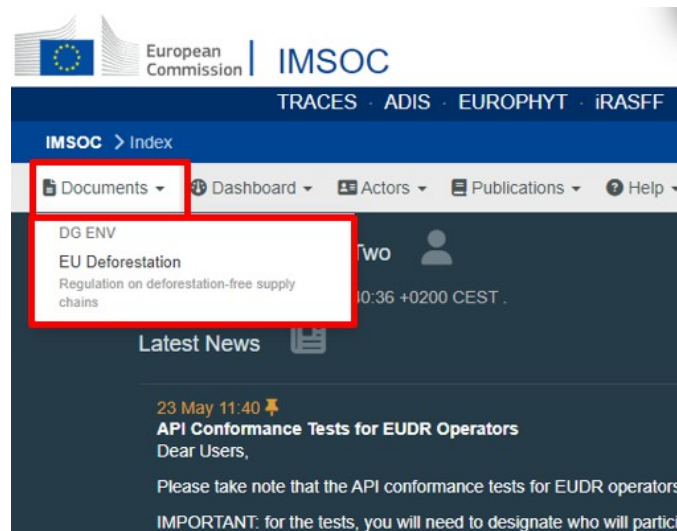 European
Commission
IMSOC
TRACES · ADIS · EUROPHYT · iRASFF
IMSOC > Index
Documents Dashboard Actors Publications Help
DG ENV
EU Deforestation
Regulation on deforestation-free supply
chains
Two
40:36 +0200 CEST .
Latest News
23 May 11:40
API Conformance Tests for EUDR Operators
Dear Users,
Please take note that the API conformance tests for EUDR operators
IMPORTANT: for the tests, you will need to designate who will partici